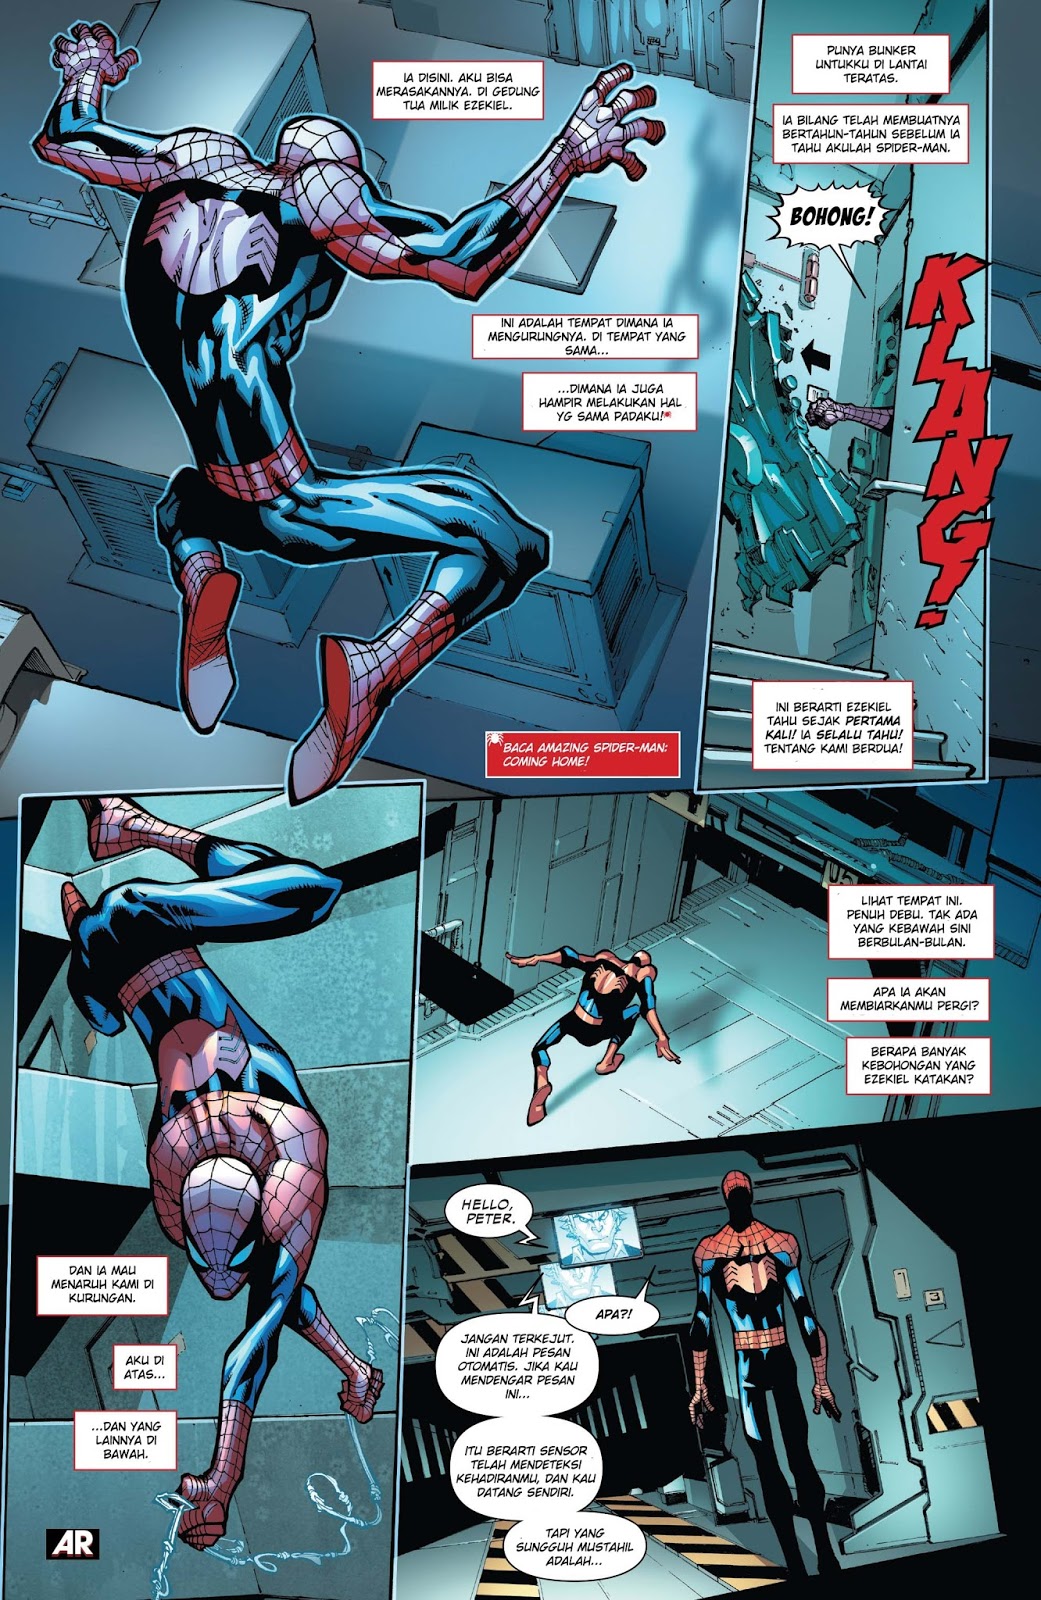 IA DISINI. AKU BISA
MERASAKANNYA. DI GEDUNG
TUA MILIK EZEKIEL.
INI ADALAH TEMPAT DIMANA IA
MENGURUNGNYA. DI TEMPAT YANG
SAMA...
...DIMANA IA JUGA
HAMPIR MELAKUKAN HAL
YG SAMA PADAKU!*
BACA AMAZING SPIDER-MAN:
COMING HOME!
PUNYA BUNKER
UNTUKKU DI LANTAI
TERATAS.
IA BILANG TELAH MEMBUATNYA
BERTAHUN-TAHUN SEBELUM IA
TAHU AKULAH SPIDER-MAN.
BOHONG!
KLANG!
INI BERARTI EZEKIEL
TAHU SEJAK PERTAMA
KALI! IA SELALU TAHU!
TENTANG KAMI BERDUA!
DAN IA MAU
MENARUH KAMI DI
KURUNGAN.
AKU DI
ATAS...
...DAN YANG
LAINNYA DI
BAWAH.
AR
05
LIHAT TEMPAT INI.
PENUH DEBU. TAK ADA
YANG KEBAWAH SINI
BERBULAN-BULAN.
APA IA AKAN
MEMBIARKANMU PERGI?
BERAPA BANYAK
KEBOHONGAN YANG
EZEKIEL KATAKAN?
HELLO,
PETER.
APA?!
JANGAN TERKEJUT.
INI ADALAH PESAN
OTOMATIS. JIKA KAU
MENDENGAR PESAN
INI...
ITU BERARTI SENSOR
TELAH MENDETEKSI
KEHADIRANMU, DAN KAU
DATANG SENDIRI.
TAPI YANG
SUNGGUH MUSTAHIL
ADALAH...
1
3